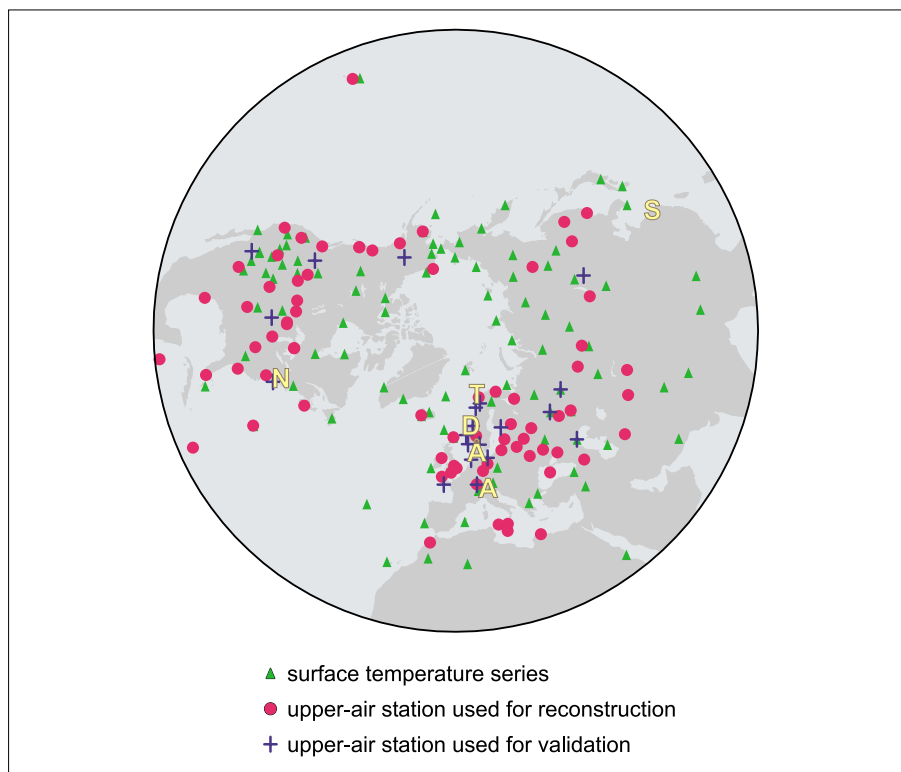 S
N
T
D
A
A
surface temperature series
upper-air station used for reconstruction
upper-air station used for validation